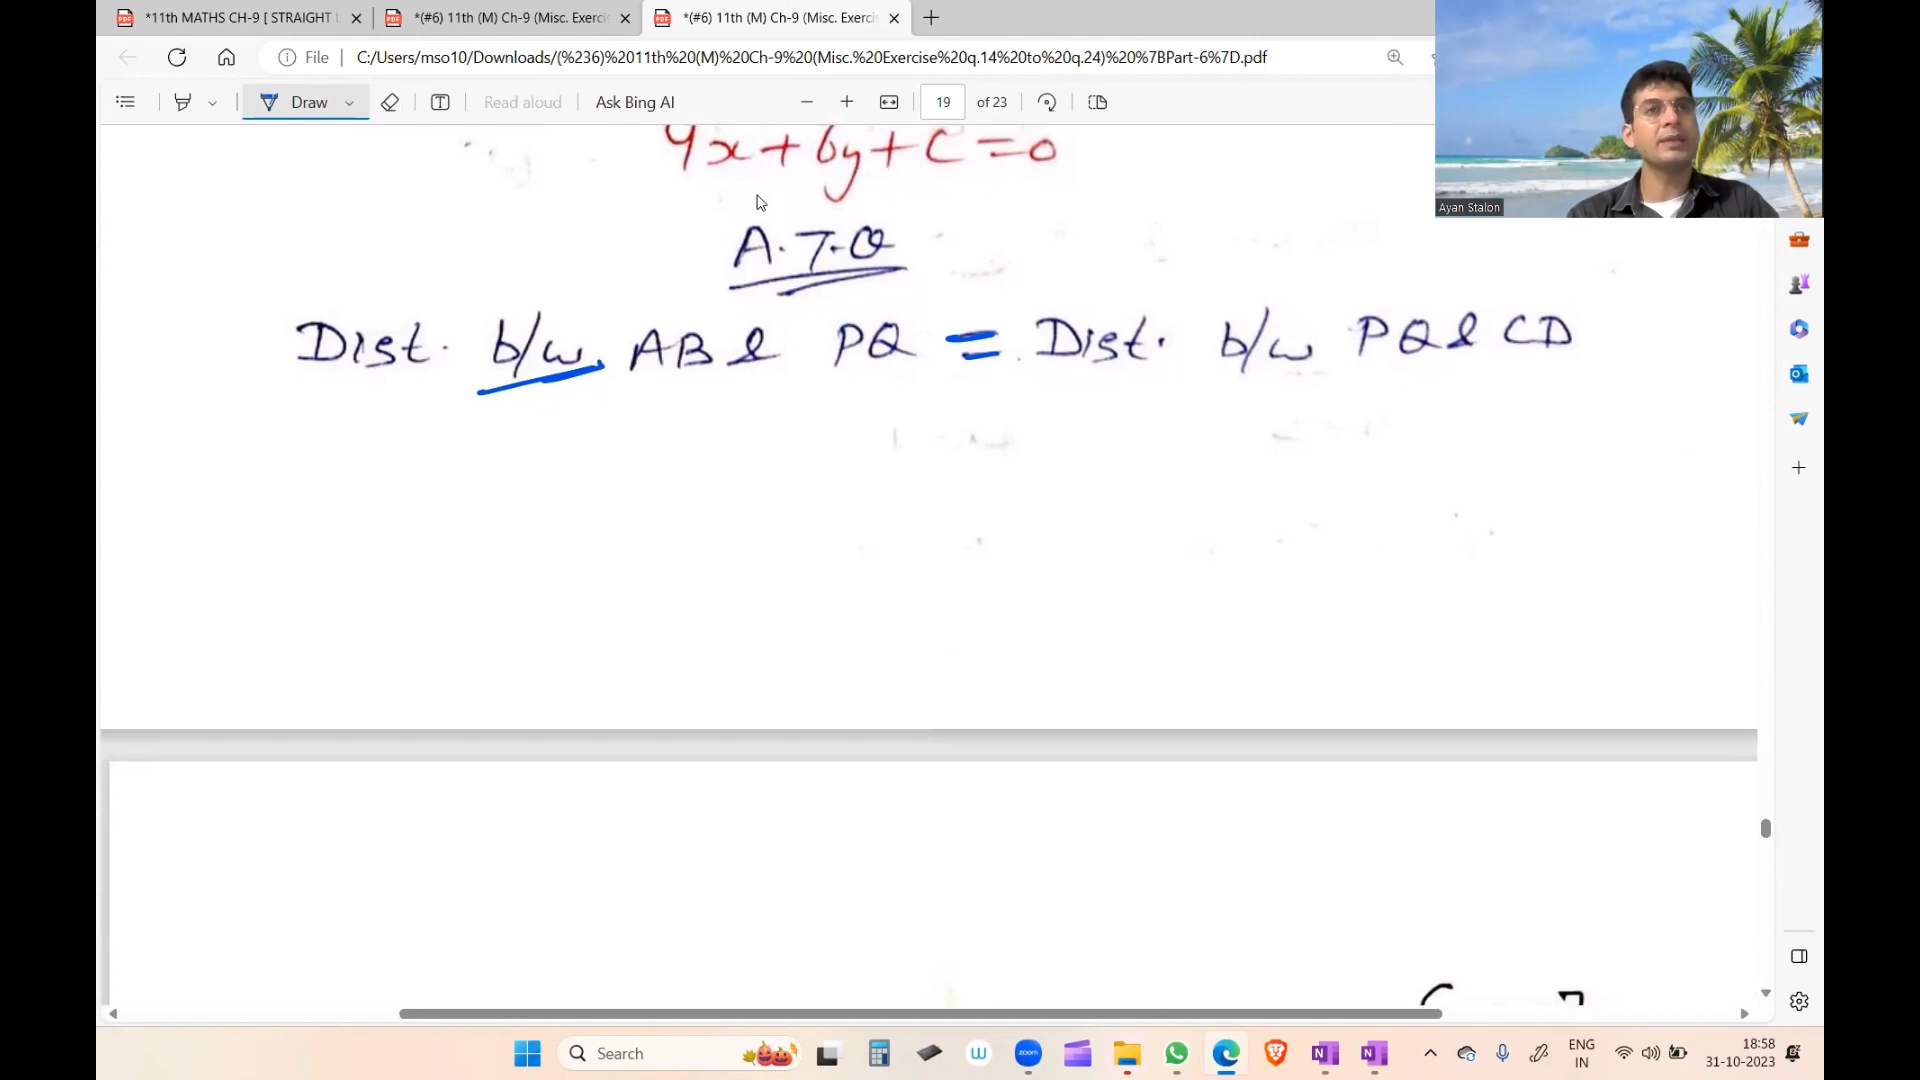 *11th MATHS CH-9 [ STRAIGHT L
*(#6) 11th (M) Ch-9 (Misc. Exercis
*(#6) 11th (M) Ch-9 (Misc. Exercis
File
C:/Users/mso10/Downloads/(%236)%2011th%20(M)%20Ch-9%20(Misc.%20Exercise%20q.14%20to%20q.24)%20%7BPart-6%7D.pdf
Draw
Read aloud
Ask Bing AI
19 of 23
Ayan Stalon
4x+6y+C=0
A.T.Q
Dist. b/w AB & PQ = Dist. b/w PQ & CD
Search
zoom
ENG
IN
18:58
31-10-2023